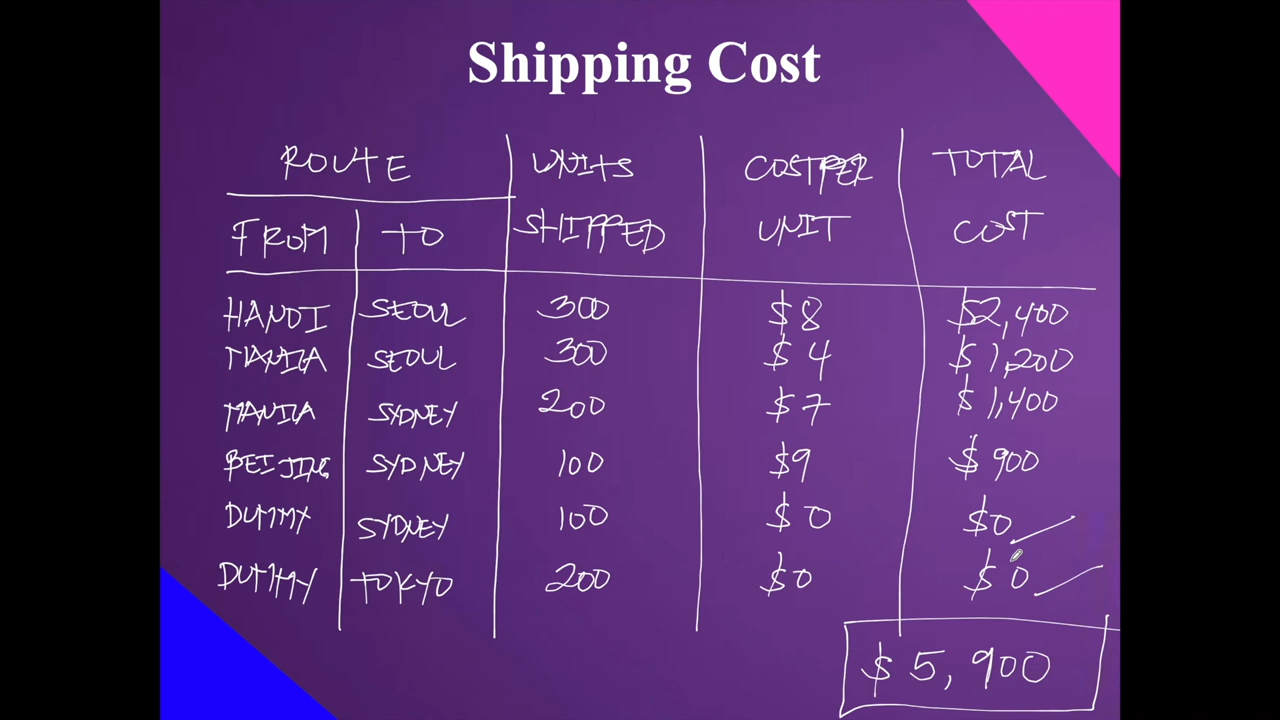 Shipping Cost
ROUTE UNITS SHIPPED COST PER UNIT TOTAL COST
FROM TO
HANOI SEOUL 300 $8 $2,400
MANILA SEOUL 300 $4 $1,200
MANILA SYDNEY 200 $7 $1,400
BEIJING SYDNEY 100 $9 $900
DUMMY SYDNEY 100 $0 $0
DUMMY TOKYO 200 $0 $0
$5,900